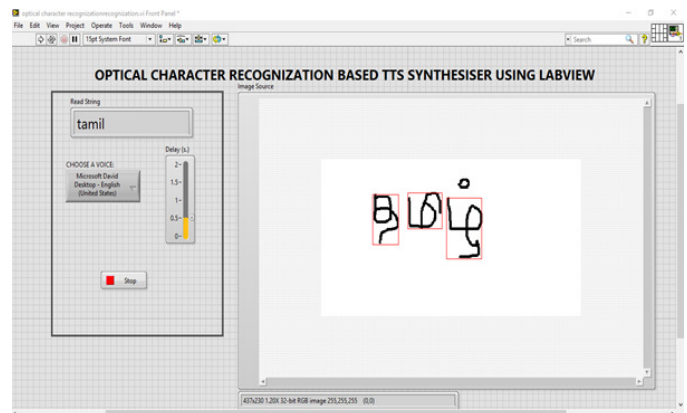 optical character recognizationrecognization.vi Front Panel *
File Edit View Project Operate Tools Window Help
15pt System Font
Search
OPTICAL CHARACTER RECOGNIZATION BASED TTS SYNTHESISER USING LABVIEW
Image Source
Read String
tamil
CHOOSE A VOICE:
Microsoft David
Desktop - English
(United States)
Delay (s.)
2-
1.5-
1-
0.5-
0-
Stop
தமிழ்
437x230 1.20X 32-bit RGB image 255,255,255 (0,0)